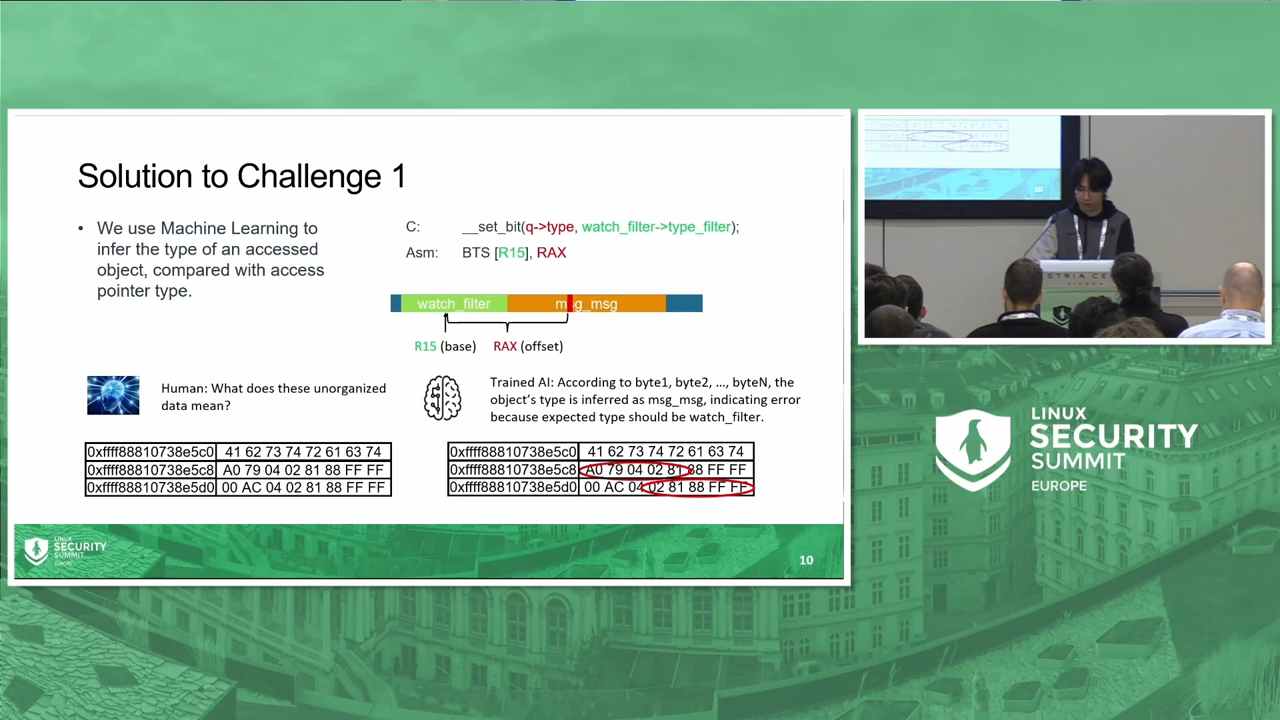 Solution to Challenge 1
• We use Machine Learning to
infer the type of an accessed
object, compared with access
pointer type.
C: __set_bit(q->type, watch_filter->type_filter);
Asm: BTS [R15], RAX
watch_filter msg_msg
R15 (base) RAX (offset)
Human: What does these unorganized
data mean?
Trained AI: According to byte1, byte2, …, byteN, the
object's type is inferred as msg_msg, indicating error
because expected type should be watch_filter.
0xffff88810738e5c0 41 62 73 74 72 61 63 74
0xffff88810738e5c8 A0 79 04 02 81 88 FF FF
0xffff88810738e5d0 00 AC 04 02 81 88 FF FF
0xffff88810738e5c0 41 62 73 74 72 61 63 74
0xffff88810738e5c8 A0 79 04 02 81 88 FF FF
0xffff88810738e5d0 00 AC 04 02 81 88 FF FF
LINUX
SECURITY
SUMMIT
EUROPE
10
LINUX
SECURITY
SUMMIT
EUROPE